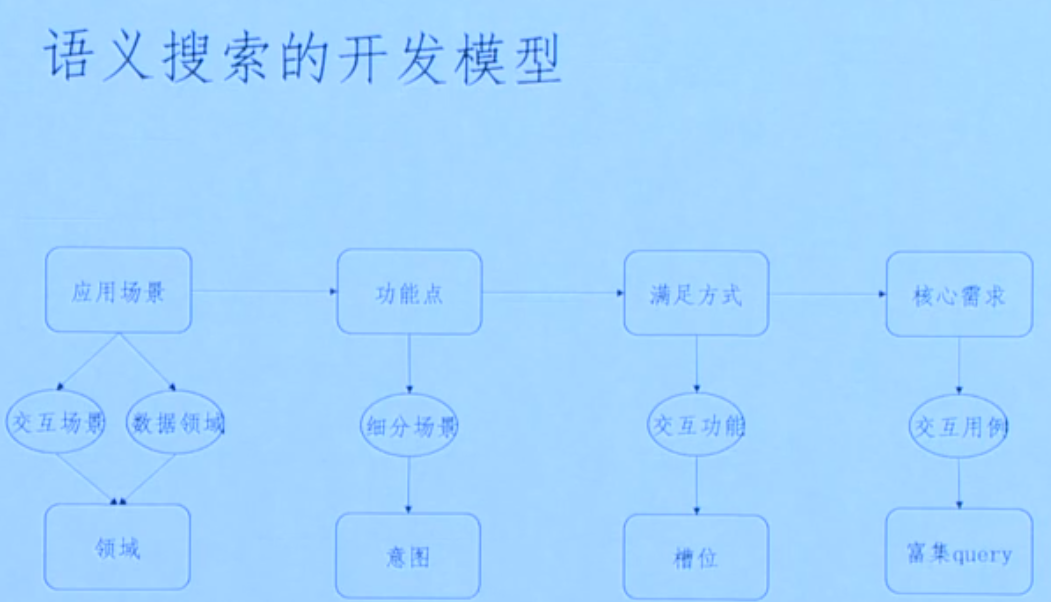 语义搜索的开发模型
应用场景
功能点
满足方式
核心需求
交互场景
数据领域
细分场景
交互功能
交互用例
领域
意图
槽位
富集query